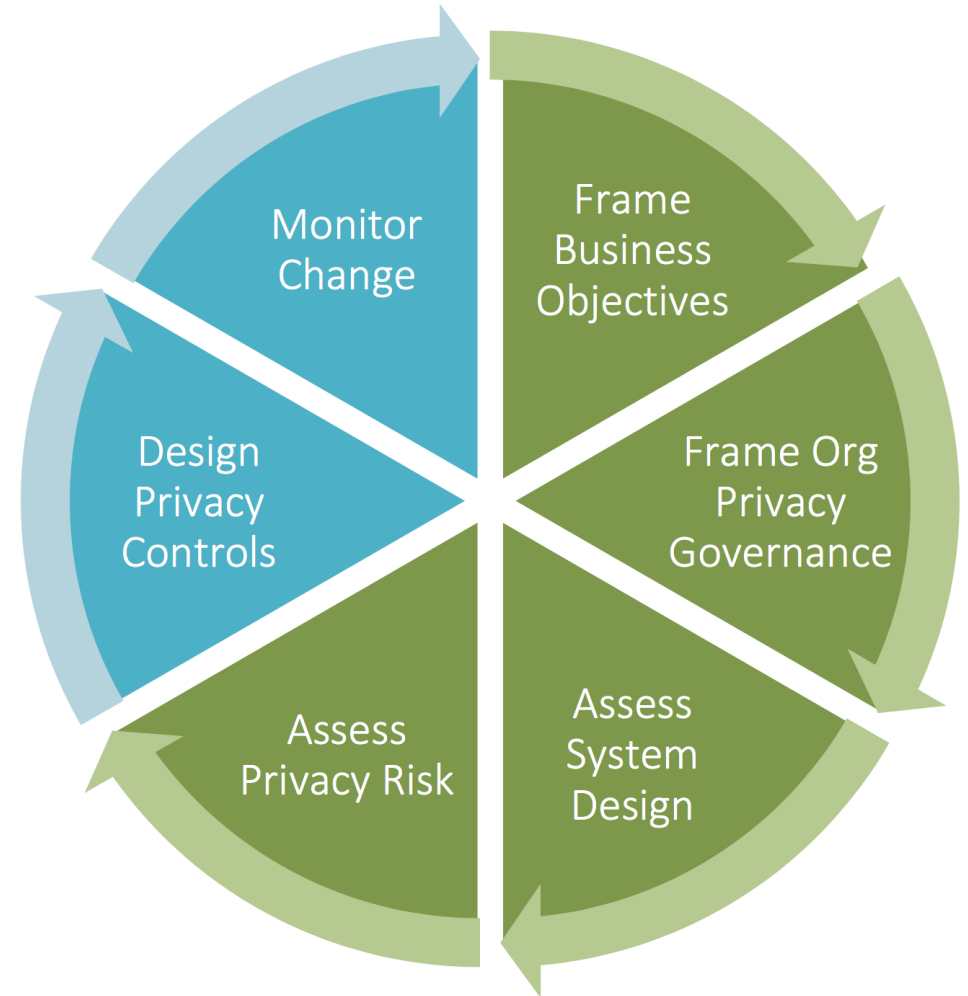 Frame
Business
Objectives
Frame Org
Privacy
Governance
Assess
System
Design
Assess
Privacy Risk
Design
Privacy
Controls
Monitor
Change